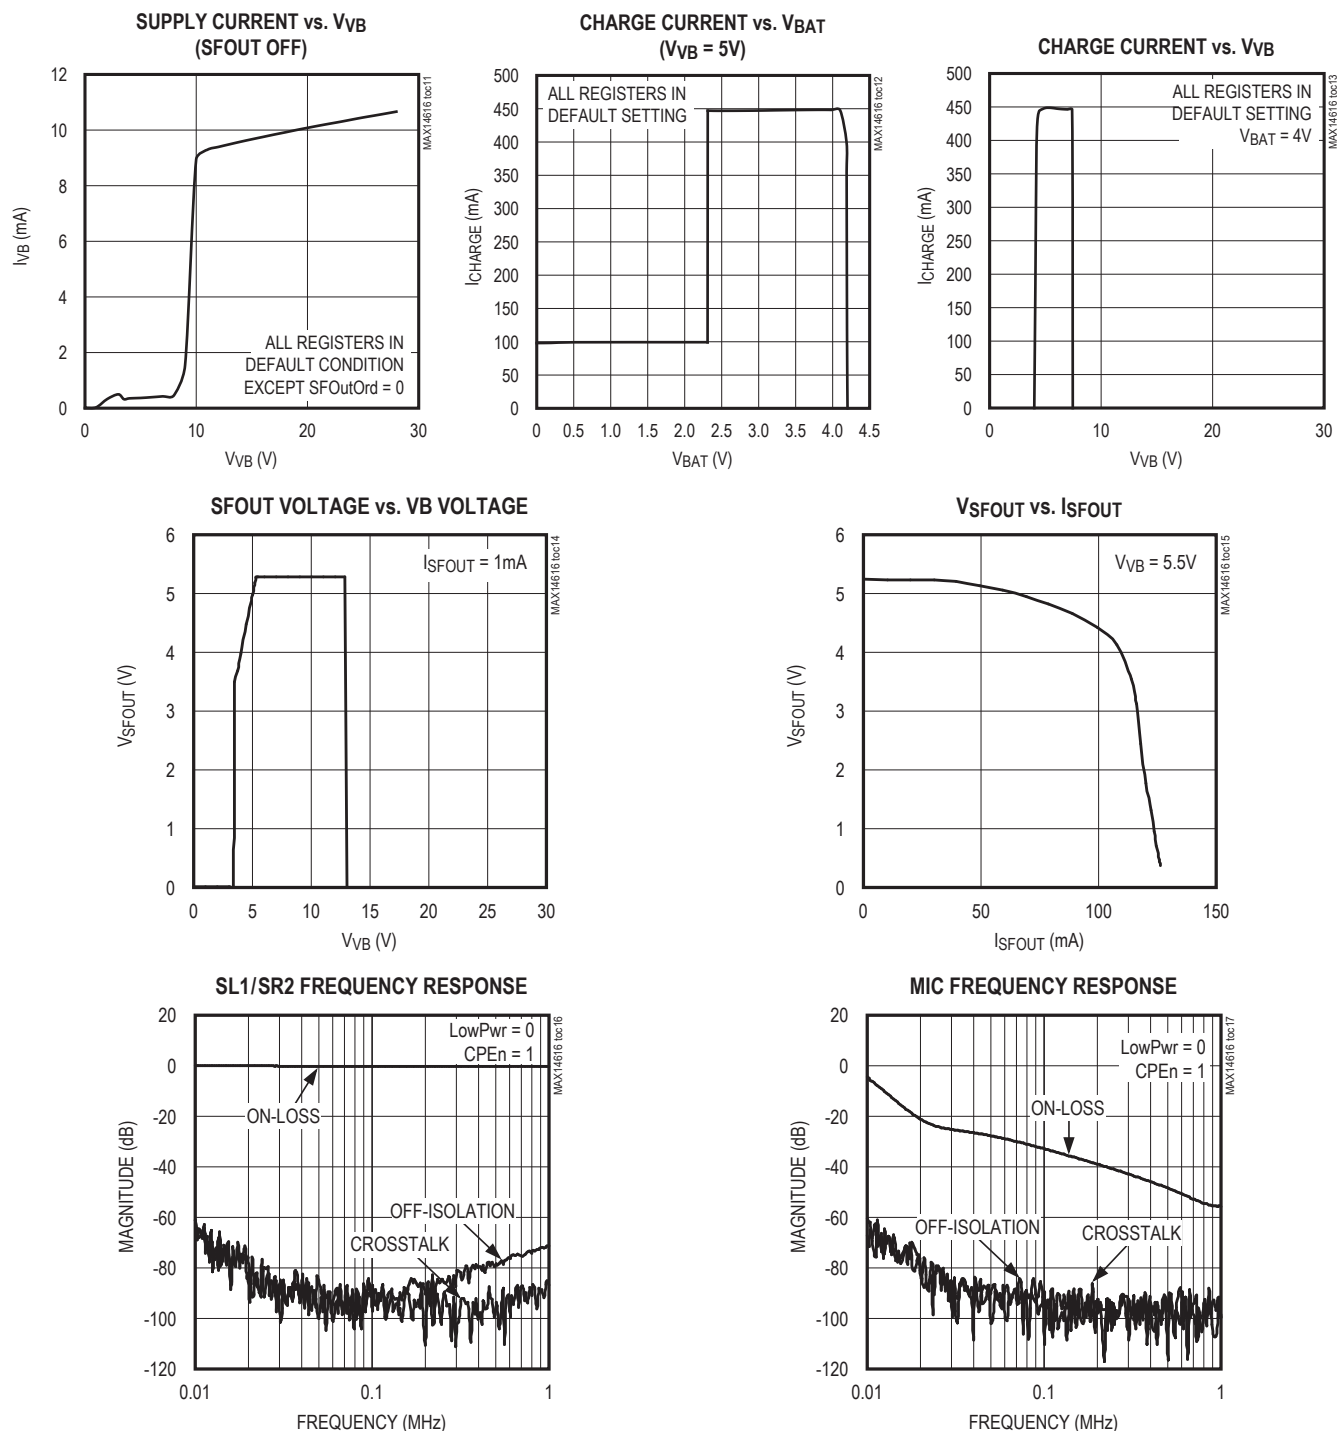 SUPPLY CURRENT vs. VVB
(SFOUT OFF)
12
10
8
6
4
2
0
IVB (mA)
ALL REGISTERS IN
DEFAULT CONDITION
EXCEPT SFOutOrd = 0
0 10 20 30
VVB (V)
MAX14616 toc11
CHARGE CURRENT vs. VBAT
(VVB = 5V)
500
450
400
350
300
250
200
150
100
50
0
ICHARGE (mA)
ALL REGISTERS IN
DEFAULT SETTING
0 0.5 1.0 1.5 2.0 2.5 3.0 3.5 4.0 4.5
VBAT (V)
MAX14616 toc12
CHARGE CURRENT vs. VVB
500
450
400
350
300
250
200
150
100
50
0
ICHARGE (mA)
ALL REGISTERS IN
DEFAULT SETTING
VBAT = 4V
0 10 20 30
VVB (V)
MAX14616 toc13
SFOUT VOLTAGE vs. VB VOLTAGE
6
5
4
3
2
1
0
VSFOUT (V)
ISFOUT = 1mA
0 5 10 15 20 25 30
VVB (V)
MAX14616 toc14
VSFOUT vs. ISFOUT
6
5
4
3
2
1
0
VSFOUT (V)
VVB = 5.5V
0 50 100 150
ISFOUT (mA)
MAX14616 toc15
SL1/SR2 FREQUENCY RESPONSE
20
0
-20
-40
-60
-80
-100
-120
MAGNITUDE (dB)
LowPwr = 0
CPEn = 1
ON-LOSS
OFF-ISOLATION
CROSSTALK
0.01 0.1 1
FREQUENCY (MHz)
MAX14616 toc16
MIC FREQUENCY RESPONSE
20
0
-20
-40
-60
-80
-100
-120
MAGNITUDE (dB)
LowPwr = 0
CPEn = 1
ON-LOSS
OFF-ISOLATION
CROSSTALK
0.01 0.1 1
FREQUENCY (MHz)
MAX14616 toc17